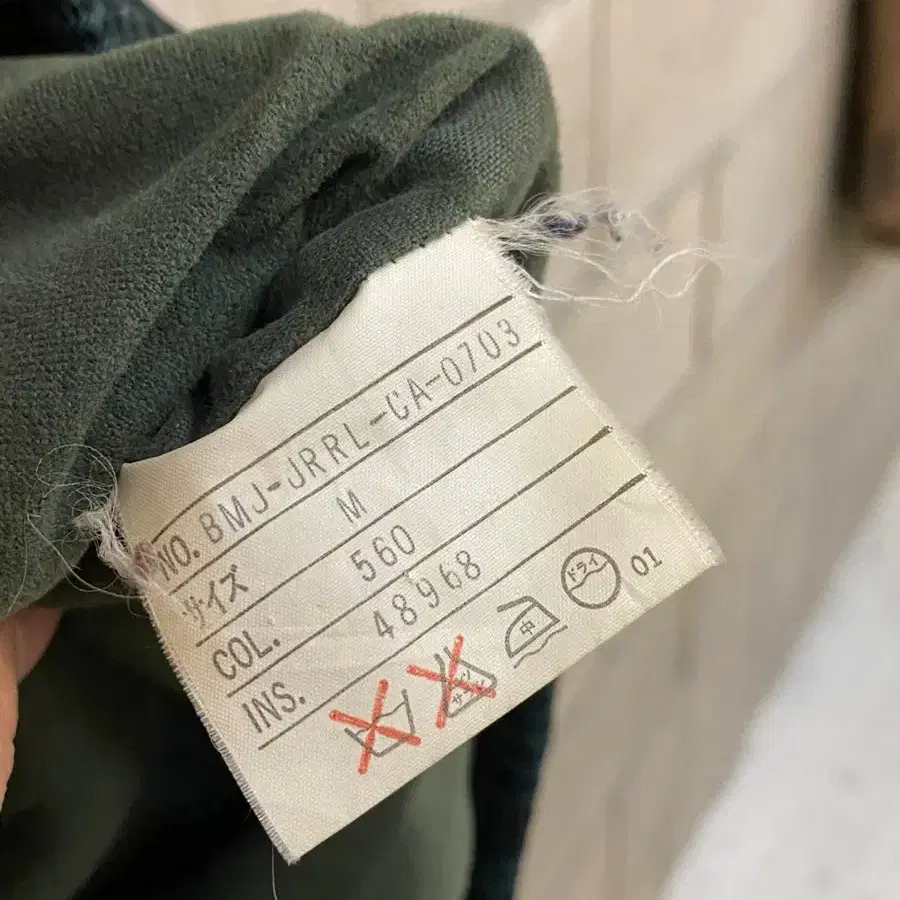 NO. BMJ-JRRL-CA-0703
サイズ M
COL. 560
INS. 48968
中 ドライ 01